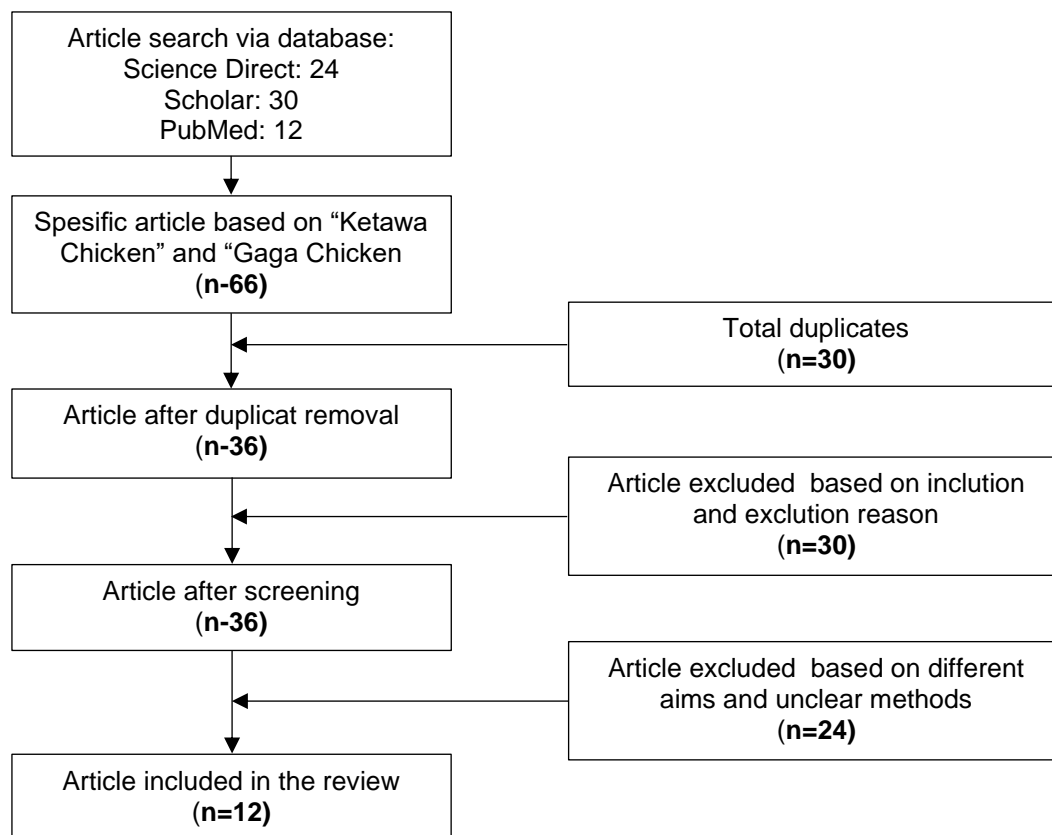 Article search via database:
Science Direct: 24
Scholar: 30
PubMed: 12
Spesific article based on “Ketawa
Chicken” and “Gaga Chicken
(n-66)
Total duplicates
(n=30)
Article after duplicat removal
(n-36)
Article excluded based on inclution
and exclution reason
(n=30)
Article after screening
(n-36)
Article excluded based on different
aims and unclear methods
(n=24)
Article included in the review
(n=12)